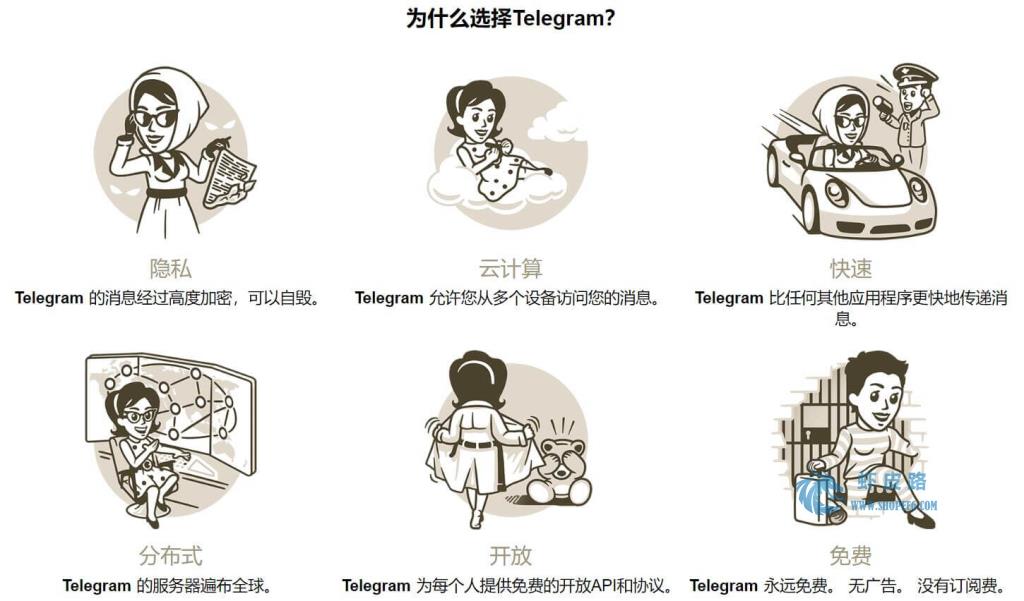 为什么选择Telegram？
隐私
Telegram 的消息经过高度加密，可以自毁。
云计算
Telegram 允许您从多个设备访问您的消息。
快速
Telegram 比任何其他应用程序更快地传递消
息。
分布式
Telegram 的服务器遍布全球。
开放
Telegram 为每个人提供免费的开放API和协议。
虾皮路
WWW.SHOPEE6.COM
免费
Telegram 永远免费。 无广告。 没有订阅费。